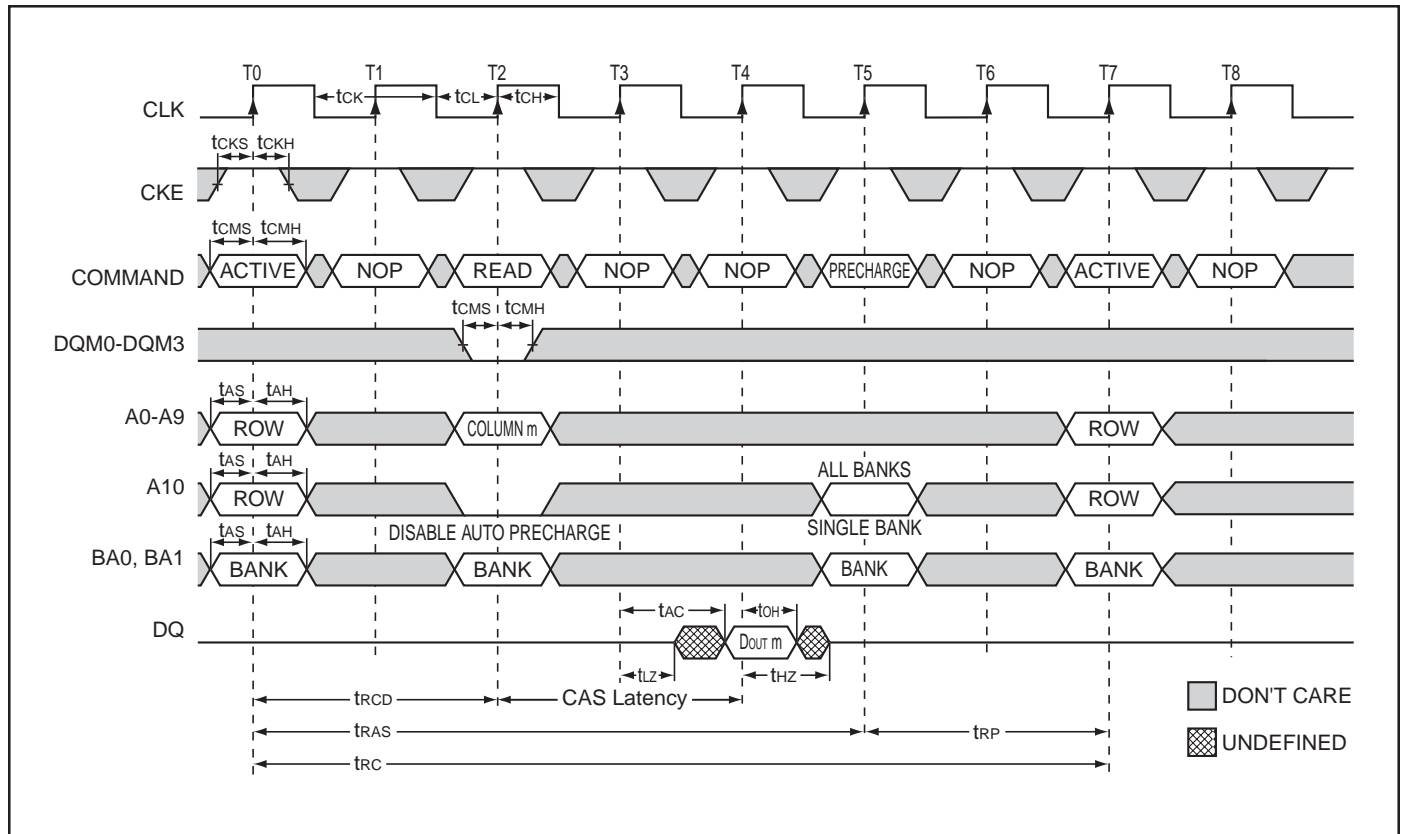 T0 T1 T2 T3 T4 T5 T6 T7 T8
CLK tCK tCL tCH
tCKS tCKH
CKE
tCMS tCMH
COMMAND ACTIVE NOP READ NOP NOP PRECHARGE NOP ACTIVE NOP
tCMS tCMH
DQM0-DQM3
tAS tAH
A0-A9 ROW COLUMN m ROW
tAS tAH ALL BANKS
A10 ROW ROW
DISABLE AUTO PRECHARGE SINGLE BANK
tAS tAH
BA0, BA1 BANK BANK BANK BANK
tAC tOH
DQ DOUT m
tLZ tHZ
tRCD CAS Latency
tRAS tRP
tRC
DON'T CARE
UNDEFINED